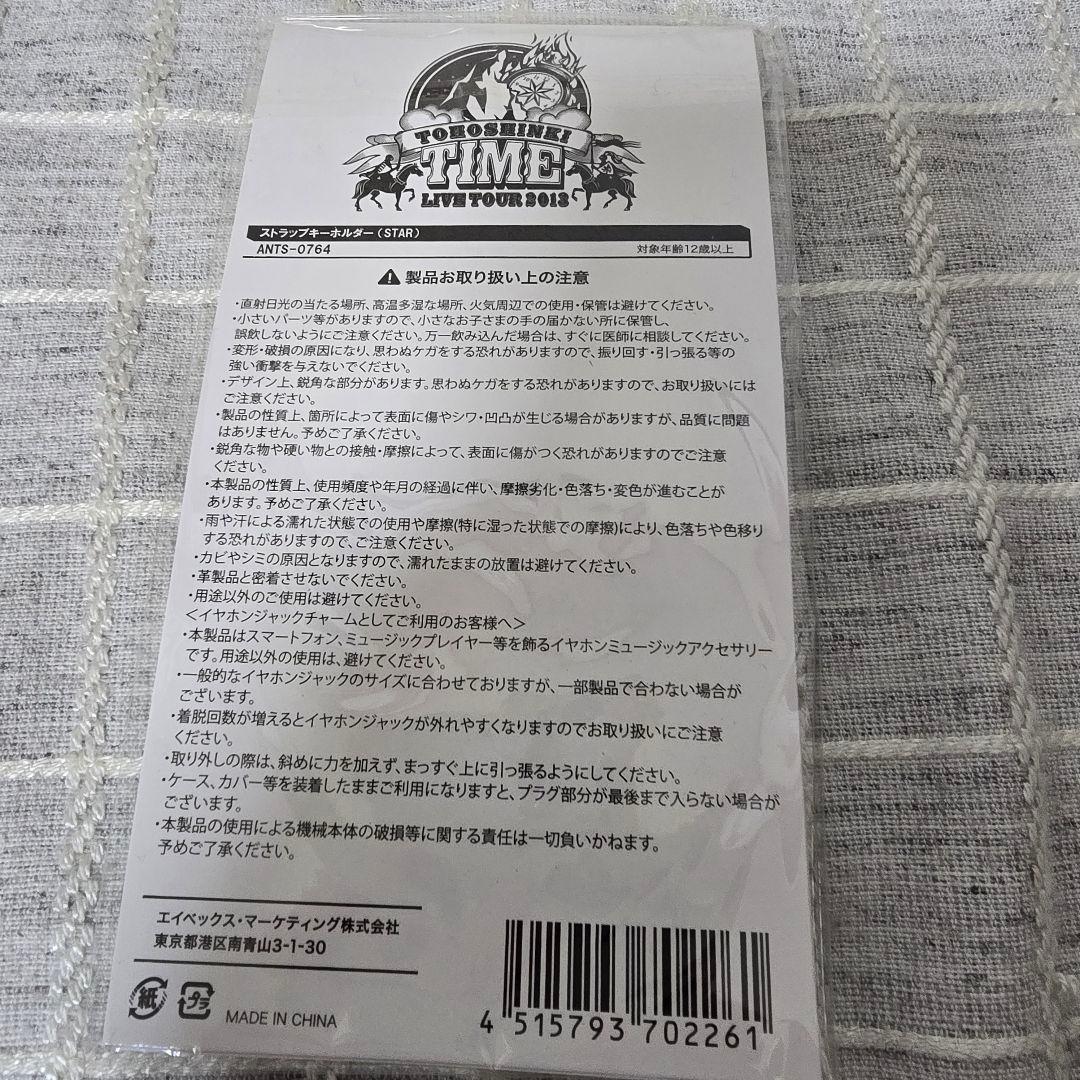 TOHOSHINKI
TIME
LIVE TOUR 2013
ストラップキーホルダー(STAR)
ANTS-0764
対象年齢12歳以上
製品お取り扱い上の注意
・直射日光の当たる場所、高温多湿な場所、火気周辺での使用・保管は避けてください。
・小さいパーツ等がありますので、小さなお子さまの手の届かない所に保管し、
誤飲しないようにご注意ください。万一飲み込んだ場合は、すぐに医師に相談してください。
・変形・破損の原因になり、思わぬケガをする恐れがありますので、振り回す・引っ張る等の
強い衝撃を与えないでください。
・デザイン上、鋭角な部分があります。思わぬケガをする恐れがありますので、お取り扱いには
ご注意ください。
・製品の性質上、箇所によって表面に傷やシワ・凹凸が生じる場合がありますが、品質に問題
はありません。予めご了承ください。
・鋭角な物や硬い物との接触・摩擦によって、表面に傷がつく恐れがありますのでご注意
ください。
・本製品の性質上、使用頻度や年月の経過に伴い、摩擦劣化・色落ち・変色が進むことが
あります。予めご了承ください。
・雨や汗による濡れた状態での使用や摩擦(特に湿った状態での摩擦)により、色落ちや色移り
する恐れがありますので、ご注意ください。
・カビやシミの原因となりますので、濡れたままの放置は避けてください。
・革製品と密着させないでください。
・用途以外のご使用は避けてください。
<イヤホンジャックチャームとしてご利用のお客様へ>
・本製品はスマートフォン、ミュージックプレイヤー等を飾るイヤホンミュージックアクセサリー
です。用途以外の使用は、避けてください。
・一般的なイヤホンジャックのサイズに合わせておりますが、一部製品で合わない場合が
ございます。
・着脱回数が増えるとイヤホンジャックが外れやすくなりますのでお取り扱いにご注意
ください。
・取り外しの際は、斜めに力を加えず、まっすぐ上に引っ張るようにしてください。
・ケース、カバー等を装着したままご利用になりますと、プラグ部分が最後まで入らない場合が
ございます。
・本製品の使用による機械本体の破損等に関する責任は一切負いかねます。
予めご了承ください。
エイベックス・マーケティング株式会社
東京都港区南青山3-1-30
紙
プラ
MADE IN CHINA
4 515793 702261